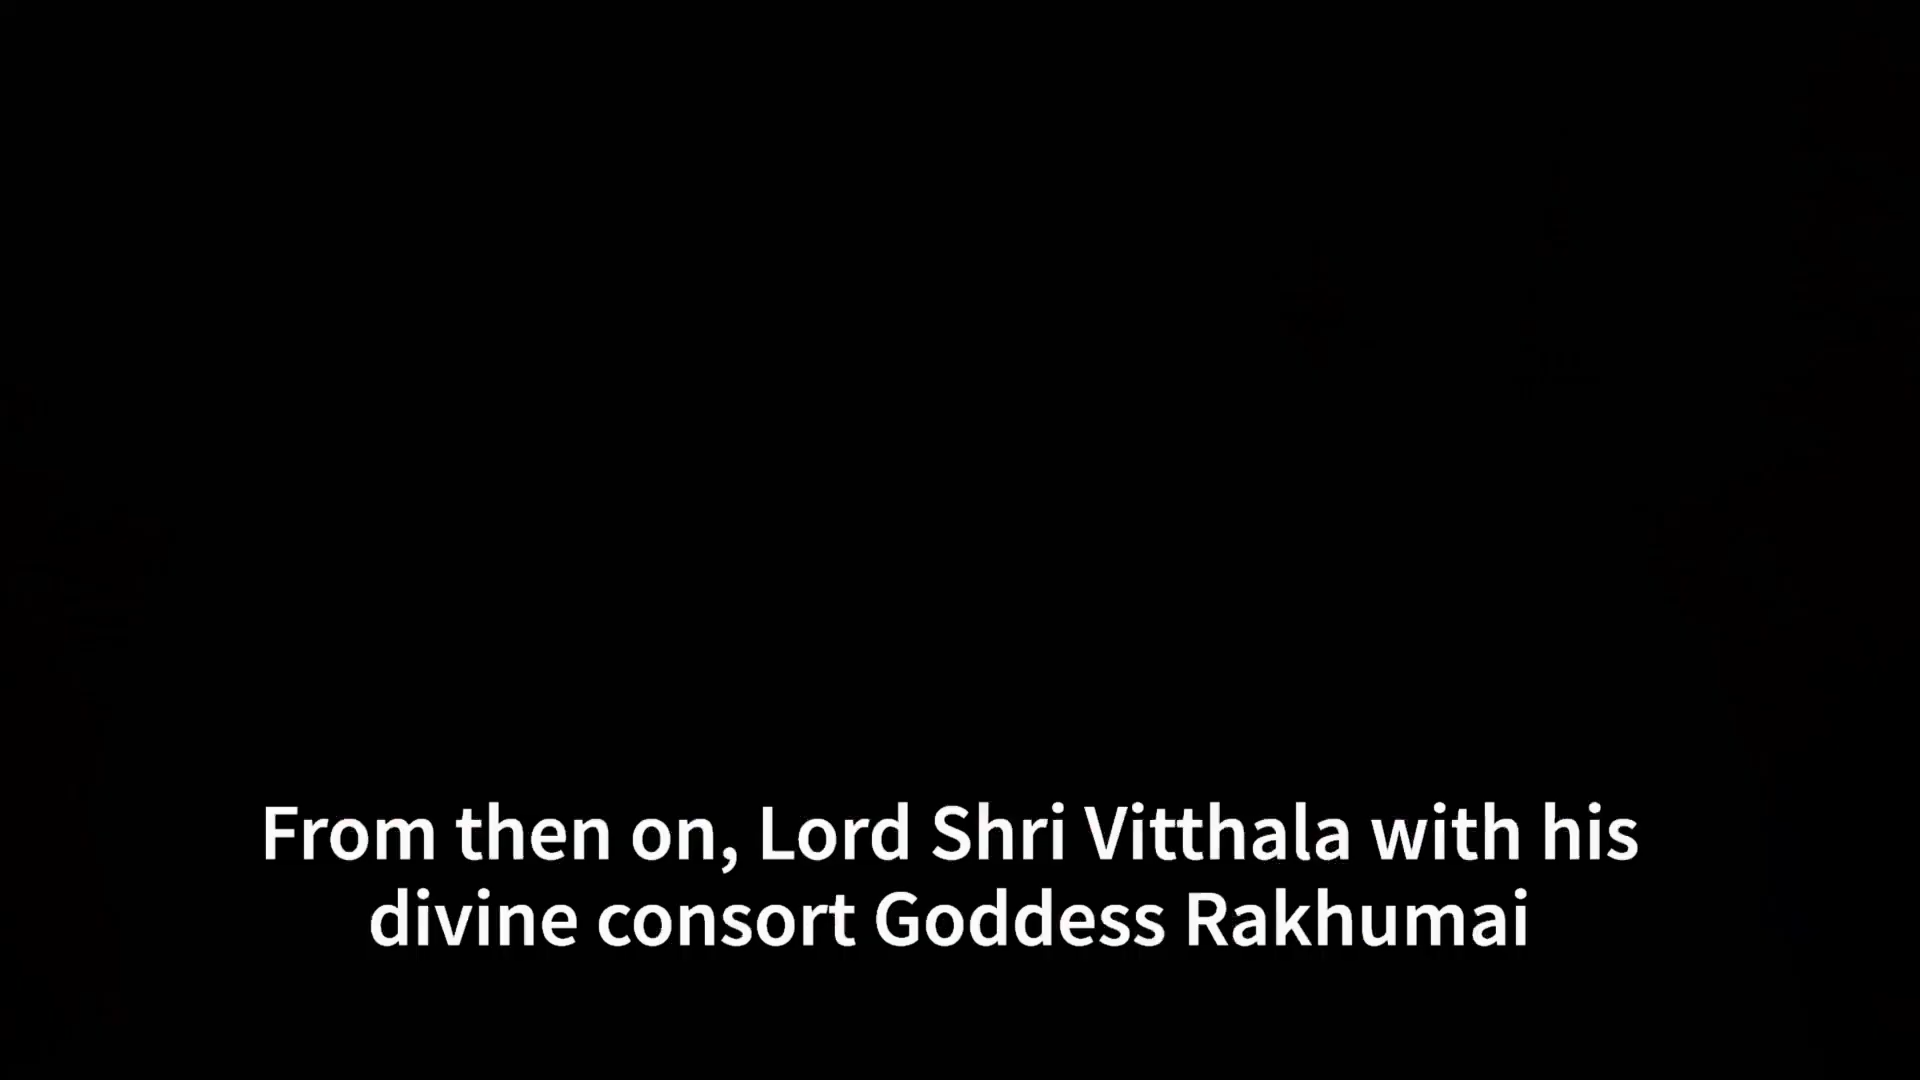 From then on, Lord Shri Vitthala with his
divine consort Goddess Rakhumai